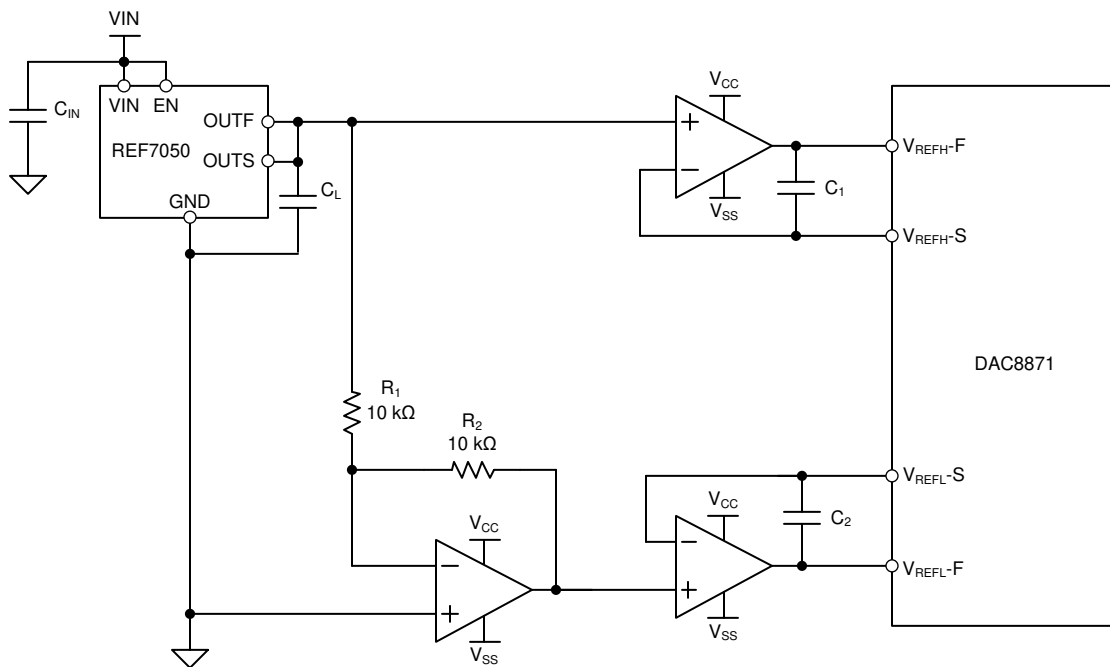 VIN
C_IN
VIN
EN
OUTF
REF7050
OUTS
GND
C_L
V_CC
+
−
V_SS
C_1
V_REFH-F
V_REFH-S
DAC8871
R_1
10 kΩ
R_2
10 kΩ
V_CC
−
+
V_SS
V_CC
−
+
V_SS
C_2
V_REFL-S
V_REFL-F